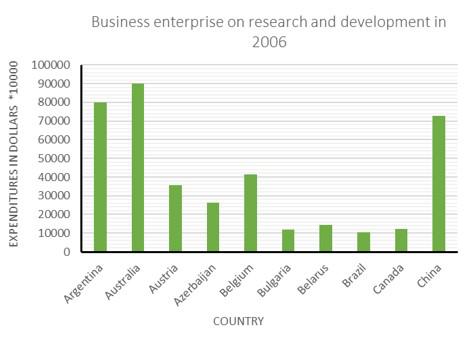 Business enterprise on research and development in
2006
EXPENDITURES IN DOLLARS *10000
100000
90000
80000
70000
60000
50000
40000
30000
20000
10000
0
Argentina
Australia
Austria
Azerbaijan
Belgium
Bulgaria
Belarus
Brazil
Canada
China
COUNTRY